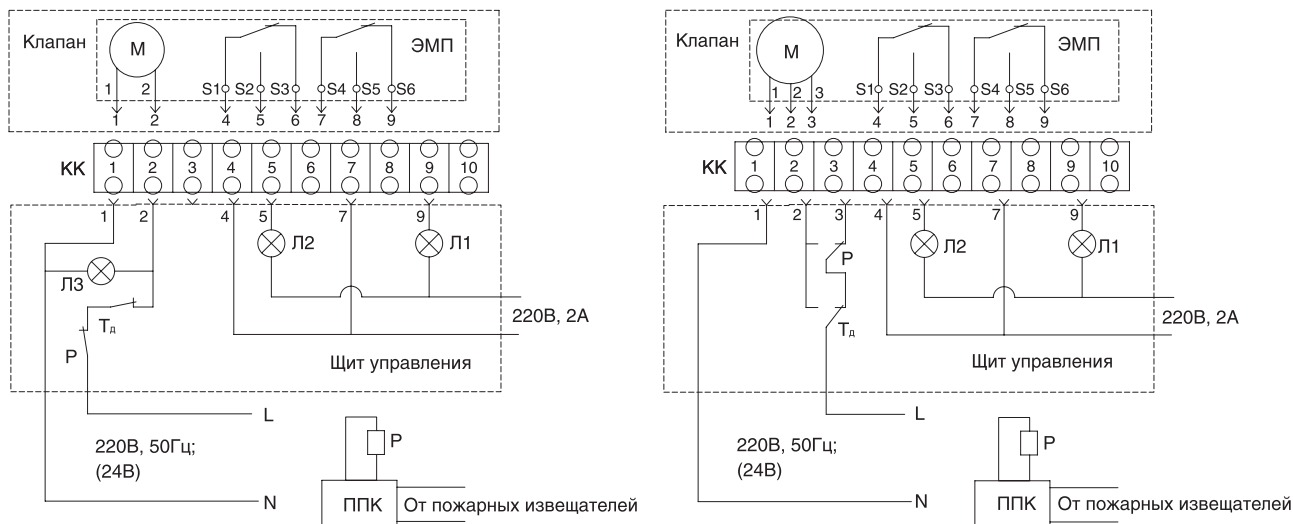 Клапан
М
ЭМП
1 2
S1 S2 S3 S4 S5 S6
1 2 4 5 6 7 8 9
КК
1 2 3 4 5 6 7 8 9 10
1 2 4 5 7 9
Л2
Л1
Л3
Тд
Р
220В, 2А
Щит управления
L
220В, 50Гц;
(24В)
Р
N
ППК
От пожарных извещателей
Клапан
М
ЭМП
1 2 3
S1 S2 S3 S4 S5 S6
1 2 3 4 5 6 7 8 9
КК
1 2 3 4 5 6 7 8 9 10
1 2 3 4 5 7 9
Л2
Л1
Р
Тд
220В, 2А
Щит управления
L
220В, 50Гц;
(24В)
Р
N
ППК
От пожарных извещателей